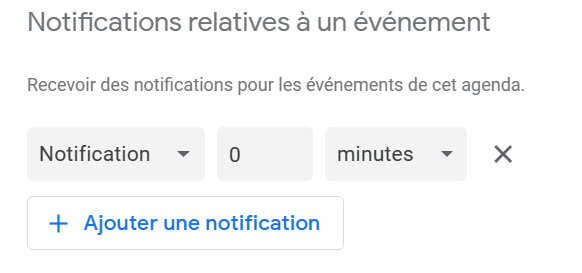 Notifications relatives à un événement
Recevoir des notifications pour les événements de cet agenda.
Notification 0 minutes
Ajouter une notification